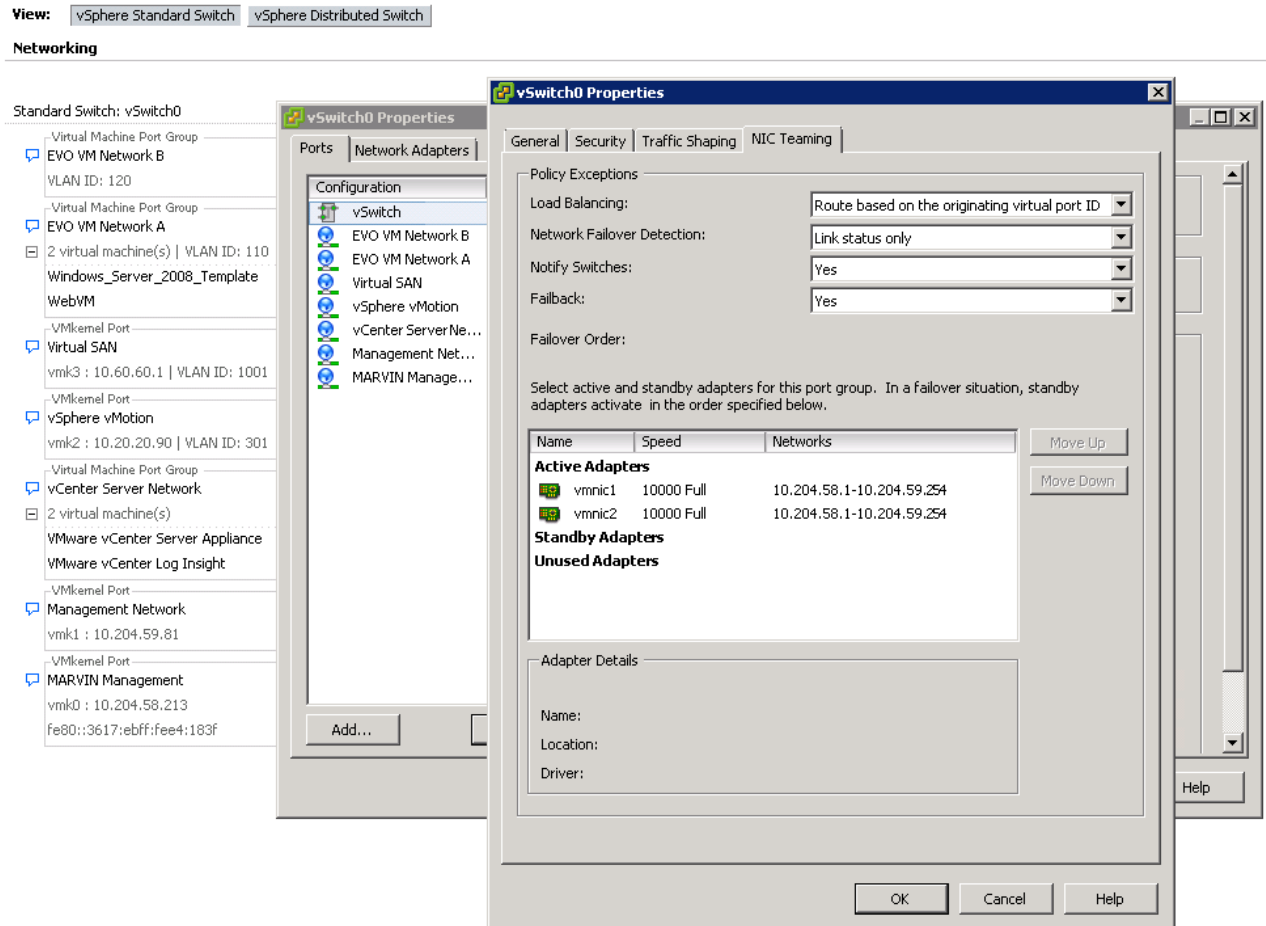 View: vSphere Standard Switch vSphere Distributed Switch
Networking
Standard Switch: vSwitch0
Virtual Machine Port Group
EVO VM Network B
VLAN ID: 120
Virtual Machine Port Group
EVO VM Network A
2 virtual machine(s) | VLAN ID: 110
Windows_Server_2008_Template
WebVM
VMkernel Port
Virtual SAN
vmk3 : 10.60.60.1 | VLAN ID: 1001
VMkernel Port
vSphere vMotion
vmk2 : 10.20.20.90 | VLAN ID: 301
Virtual Machine Port Group
vCenter Server Network
2 virtual machine(s)
VMware vCenter Server Appliance
VMware vCenter Log Insight
VMkernel Port
Management Network
vmk1 : 10.204.59.81
VMkernel Port
MARVIN Management
vmk0 : 10.204.58.213
fe80::3617:ebff:fee4:183f
vSwitch0 Properties
Ports Network Adapters
Configuration
vSwitch
EVO VM Network B
EVO VM Network A
Virtual SAN
vSphere vMotion
vCenter Server Ne...
Management Net...
MARVIN Manage...
Add...
Help
vSwitch0 Properties
General Security Traffic Shaping NIC Teaming
Policy Exceptions
Load Balancing: Route based on the originating virtual port ID
Network Failover Detection: Link status only
Notify Switches: Yes
Failback: Yes
Failover Order:
Select active and standby adapters for this port group. In a failover situation, standby
adapters activate in the order specified below.
Name Speed Networks
Active Adapters
vmnic1 10000 Full 10.204.58.1-10.204.59.254
vmnic2 10000 Full 10.204.58.1-10.204.59.254
Standby Adapters
Unused Adapters
Move Up
Move Down
Adapter Details
Name:
Location:
Driver:
OK Cancel Help